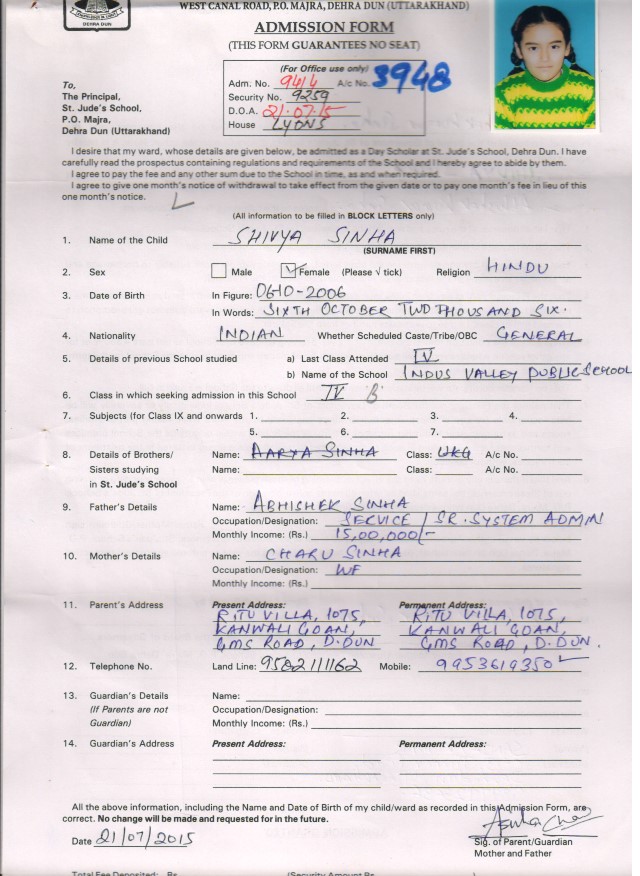 DEHRA DUN
WEST CANAL ROAD, P.O. MAJRA, DEHRA DUN (UTTARAKHAND)
ADMISSION FORM
(THIS FORM GUARANTEES NO SEAT)
(For Office use only)
Adm. No. 9414 A/c No. 3948
Security No. 9259
D.O.A. 21-07-15
House LYONS
To,
The Principal,
St. Jude's School,
P.O. Majra,
Dehra Dun (Uttarakhand)
I desire that my ward, whose details are given below, be admitted as a Day Scholar at St. Jude's School, Dehra Dun. I have
carefully read the prospectus containing regulations and requirements of the School and I hereby agree to abide by them.
I agree to pay the fee and any other sum due to the School in time, as and when required.
I agree to give one month's notice of withdrawal to take effect from the given date or to pay one month's fee in lieu of this
one month's notice.
(All information to be filled in BLOCK LETTERS only)
1. Name of the Child SHIVYA SINHA
(SURNAME FIRST)
2. Sex Male Female (Please √ tick) Religion HINDU
3. Date of Birth In Figure: 06-10-2006
In Words: SIXTH OCTOBER TWO THOUSAND SIX.
4. Nationality INDIAN Whether Scheduled Caste/Tribe/OBC GENERAL
5. Details of previous School studied a) Last Class Attended IV
b) Name of the School INDUS VALLEY PUBLIC SCHOOL
6. Class in which seeking admission in this School IV B
7. Subjects (for Class IX and onwards 1. 2. 3. 4.
5. 6. 7.
8. Details of Brothers/ Name: AARYA SINHA Class: UKG A/c No.
Sisters studying Name: Class: A/c No.
in St. Jude's School
9. Father's Details Name: ABHISHEK SINHA
Occupation/Designation: SERVICE / SR. SYSTEM ADMIN
Monthly Income: (Rs.) 15,00,000/-
10. Mother's Details Name: CHARU SINHA
Occupation/Designation: WF
Monthly Income: (Rs.)
11. Parent's Address Present Address: Permanent Address:
RITU VILLA, 1075, RITU VILLA, 1075,
KANWALI GOAN, KANWALI GOAN,
GMS ROAD, D.DUN GMS ROAD, D.DUN.
12. Telephone No. Land Line: 9582111162 Mobile: 9953619350
13. Guardian's Details Name:
(If Parents are not Occupation/Designation:
Guardian) Monthly Income: (Rs.)
14. Guardian's Address Present Address: Permanent Address:
All the above information, including the Name and Date of Birth of my child/ward as recorded in this Admission Form, are
correct. No change will be made and requested for in the future.
Date 21/07/2015
Sig. of Parent/Guardian
Mother and Father
Total Fee Deposited: Rs. (Security Amount Rs.